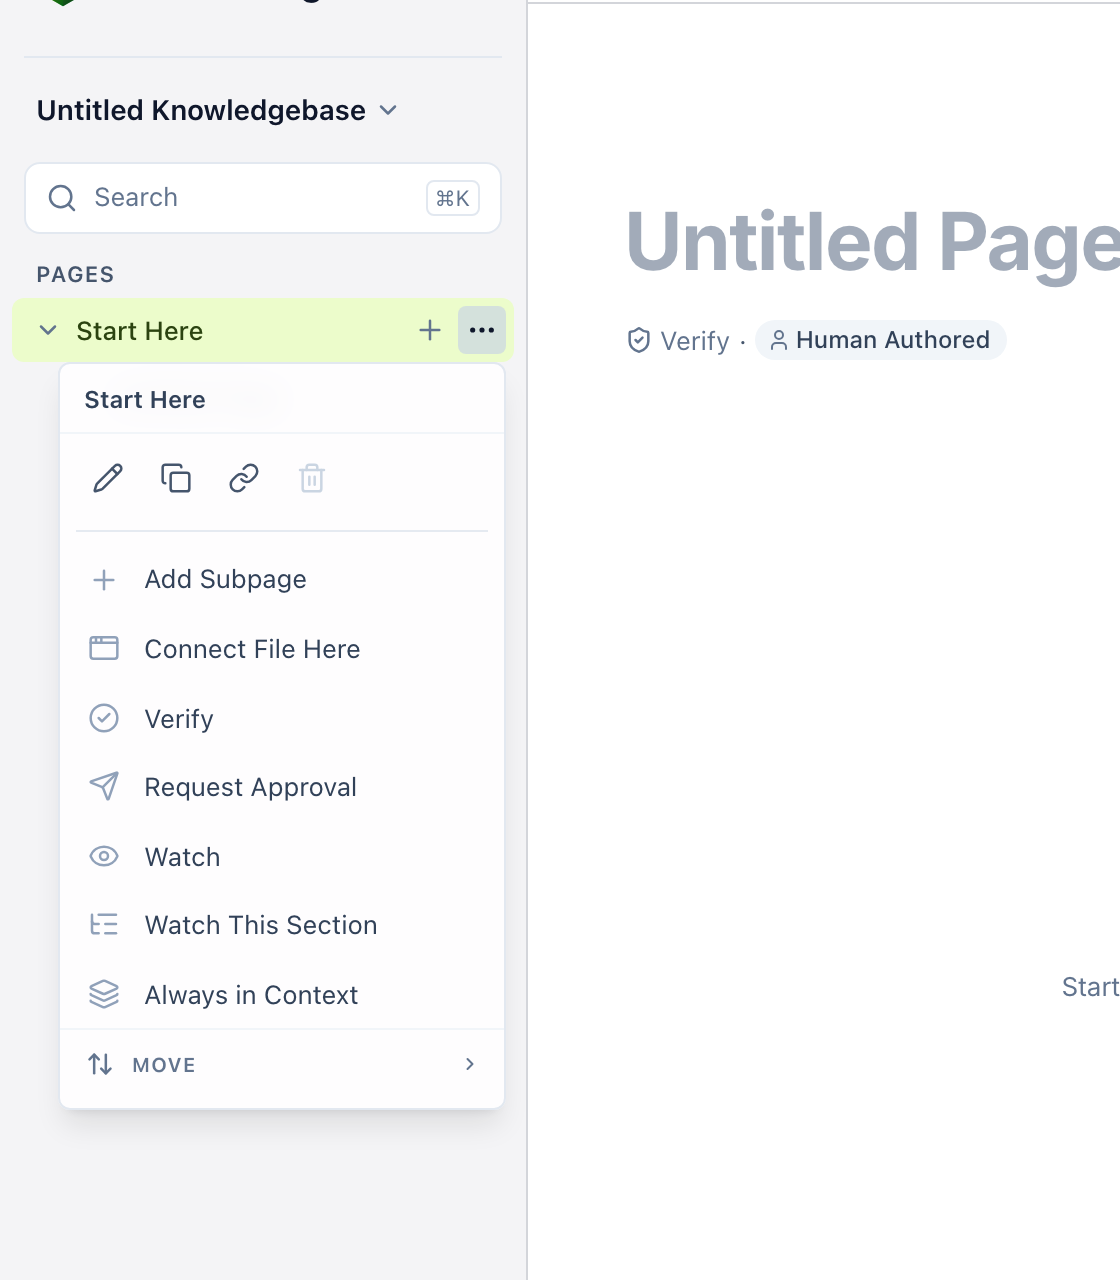 Untitled Knowledgebase
Search ⌘K
PAGES
Start Here
Start Here
Add Subpage
Connect File Here
Verify
Request Approval
Watch
Watch This Section
Always in Context
MOVE
Untitled Page
Verify · Human Authored
Start